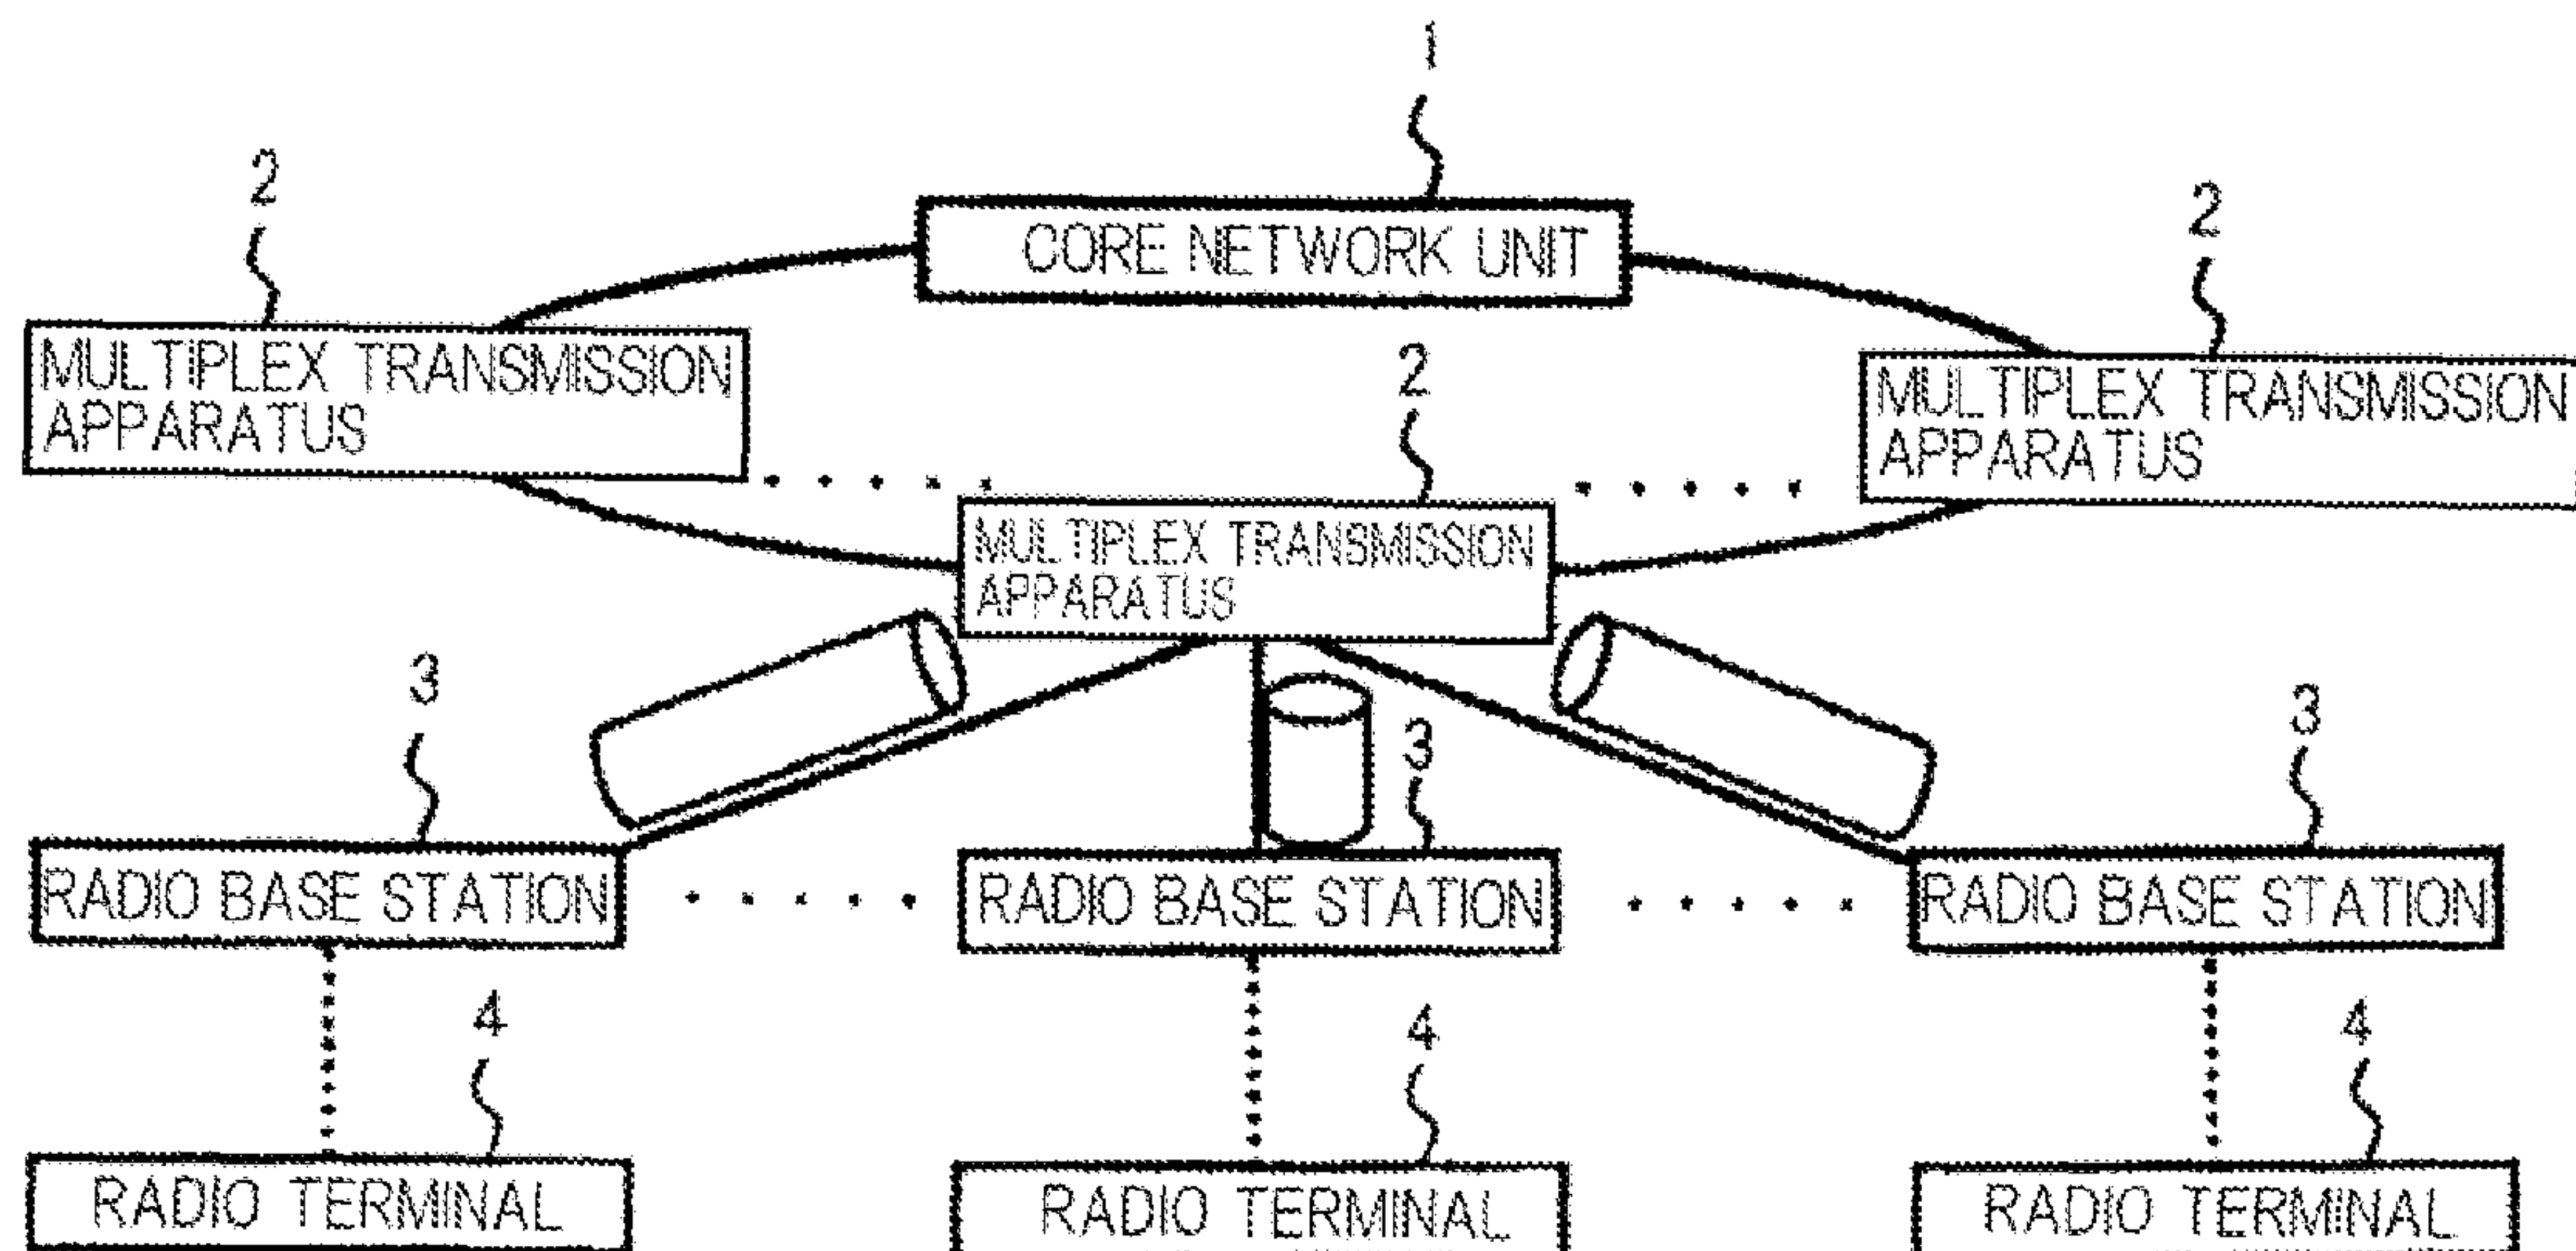 1
2
CORE NETWORK UNIT
2
MULTIPLEX TRANSMISSION
APPARATUS
2
MULTIPLEX TRANSMISSION
APPARATUS
MULTIPLEX TRANSMISSION
APPARATUS
3
3
3
RADIO BASE STATION
RADIO BASE STATION
RADIO BASE STATION
4
4
4
RADIO TERMINAL
RADIO TERMINAL
RADIO TERMINAL